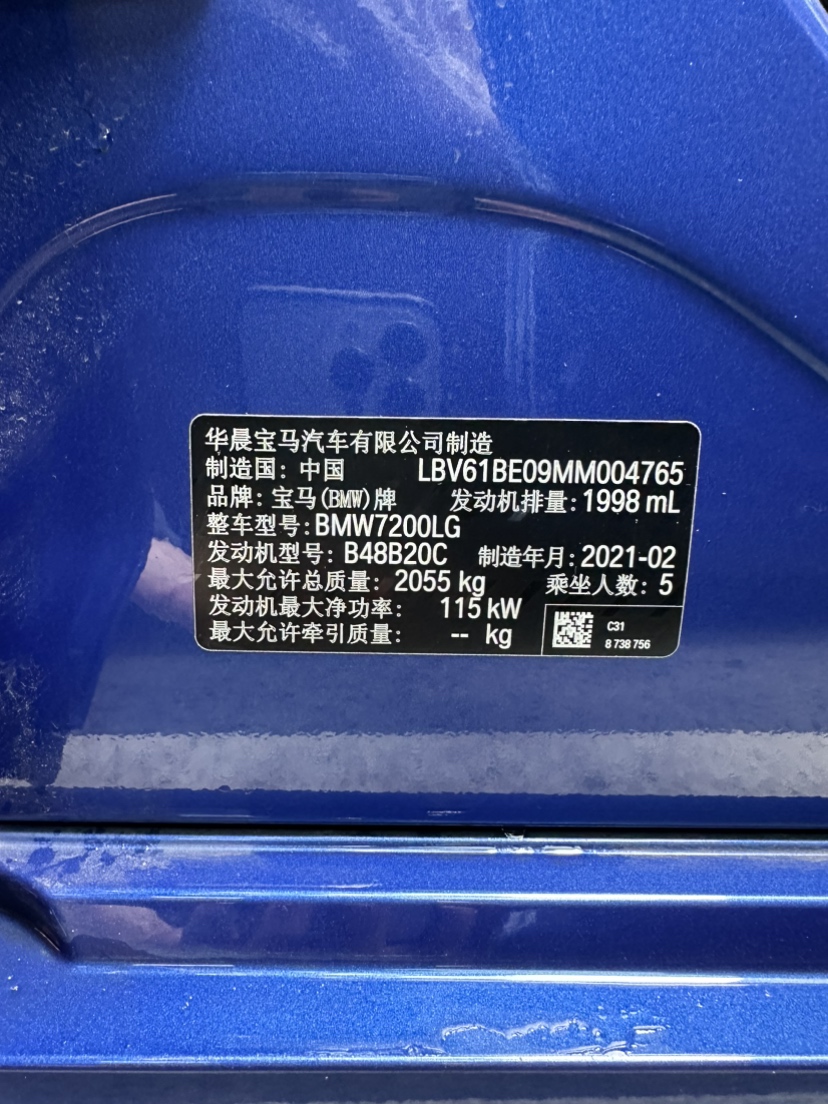 华晨宝马汽车有限公司制造
制造国：中国 LBV61BE09MM004765
品牌：宝马(BMW)牌 发动机排量：1998 mL
整车型号：BMW7200LG
发动机型号：B48B20C 制造年月：2021-02
最大允许总质量：2055 kg 乘坐人数：5
发动机最大净功率： 115 kW
最大允许牵引质量： -- kg
C31
8 738 756